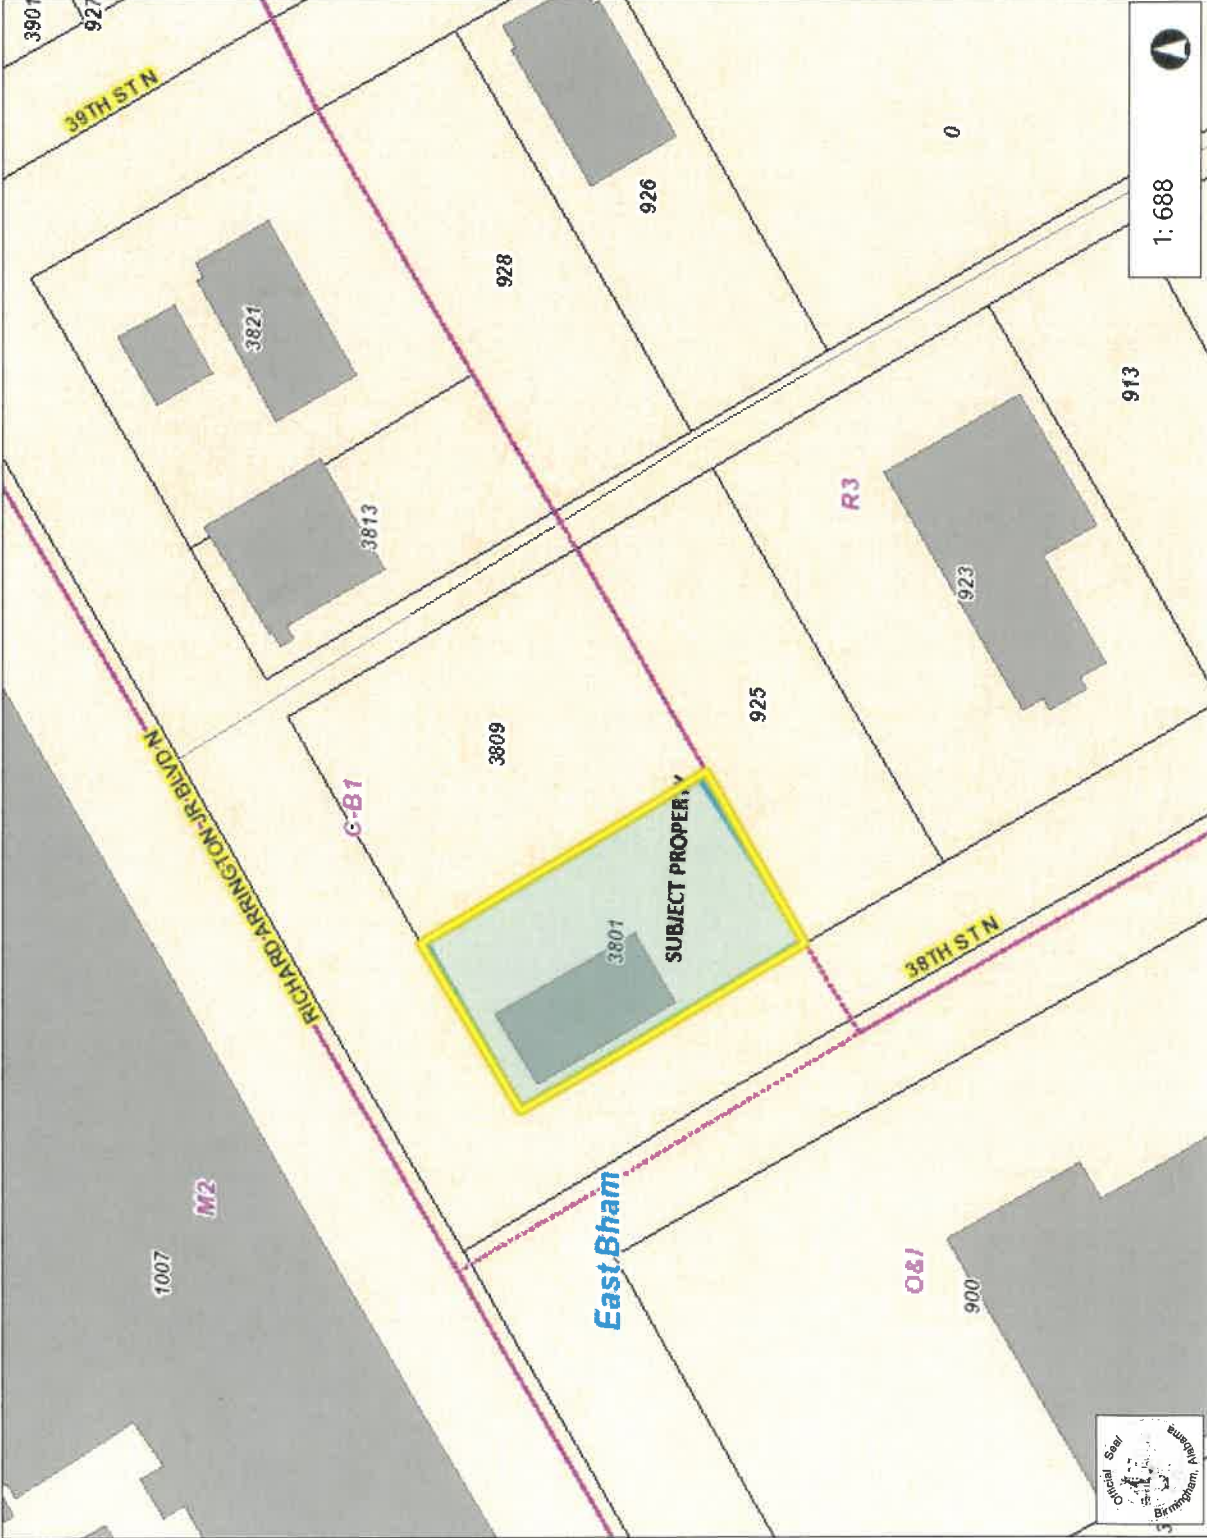 3901
927
39TH ST N
0
1: 688
926
928
3821
3813
913
R3
923
925
3809
C-B1
RICHARD ARRINGTON JR BLVD N
SUBJECT PROPERTY
3801
38TH ST N
M2
1007
East Bham
O&I
900
Official Seal
Birmingham, Alabama
3